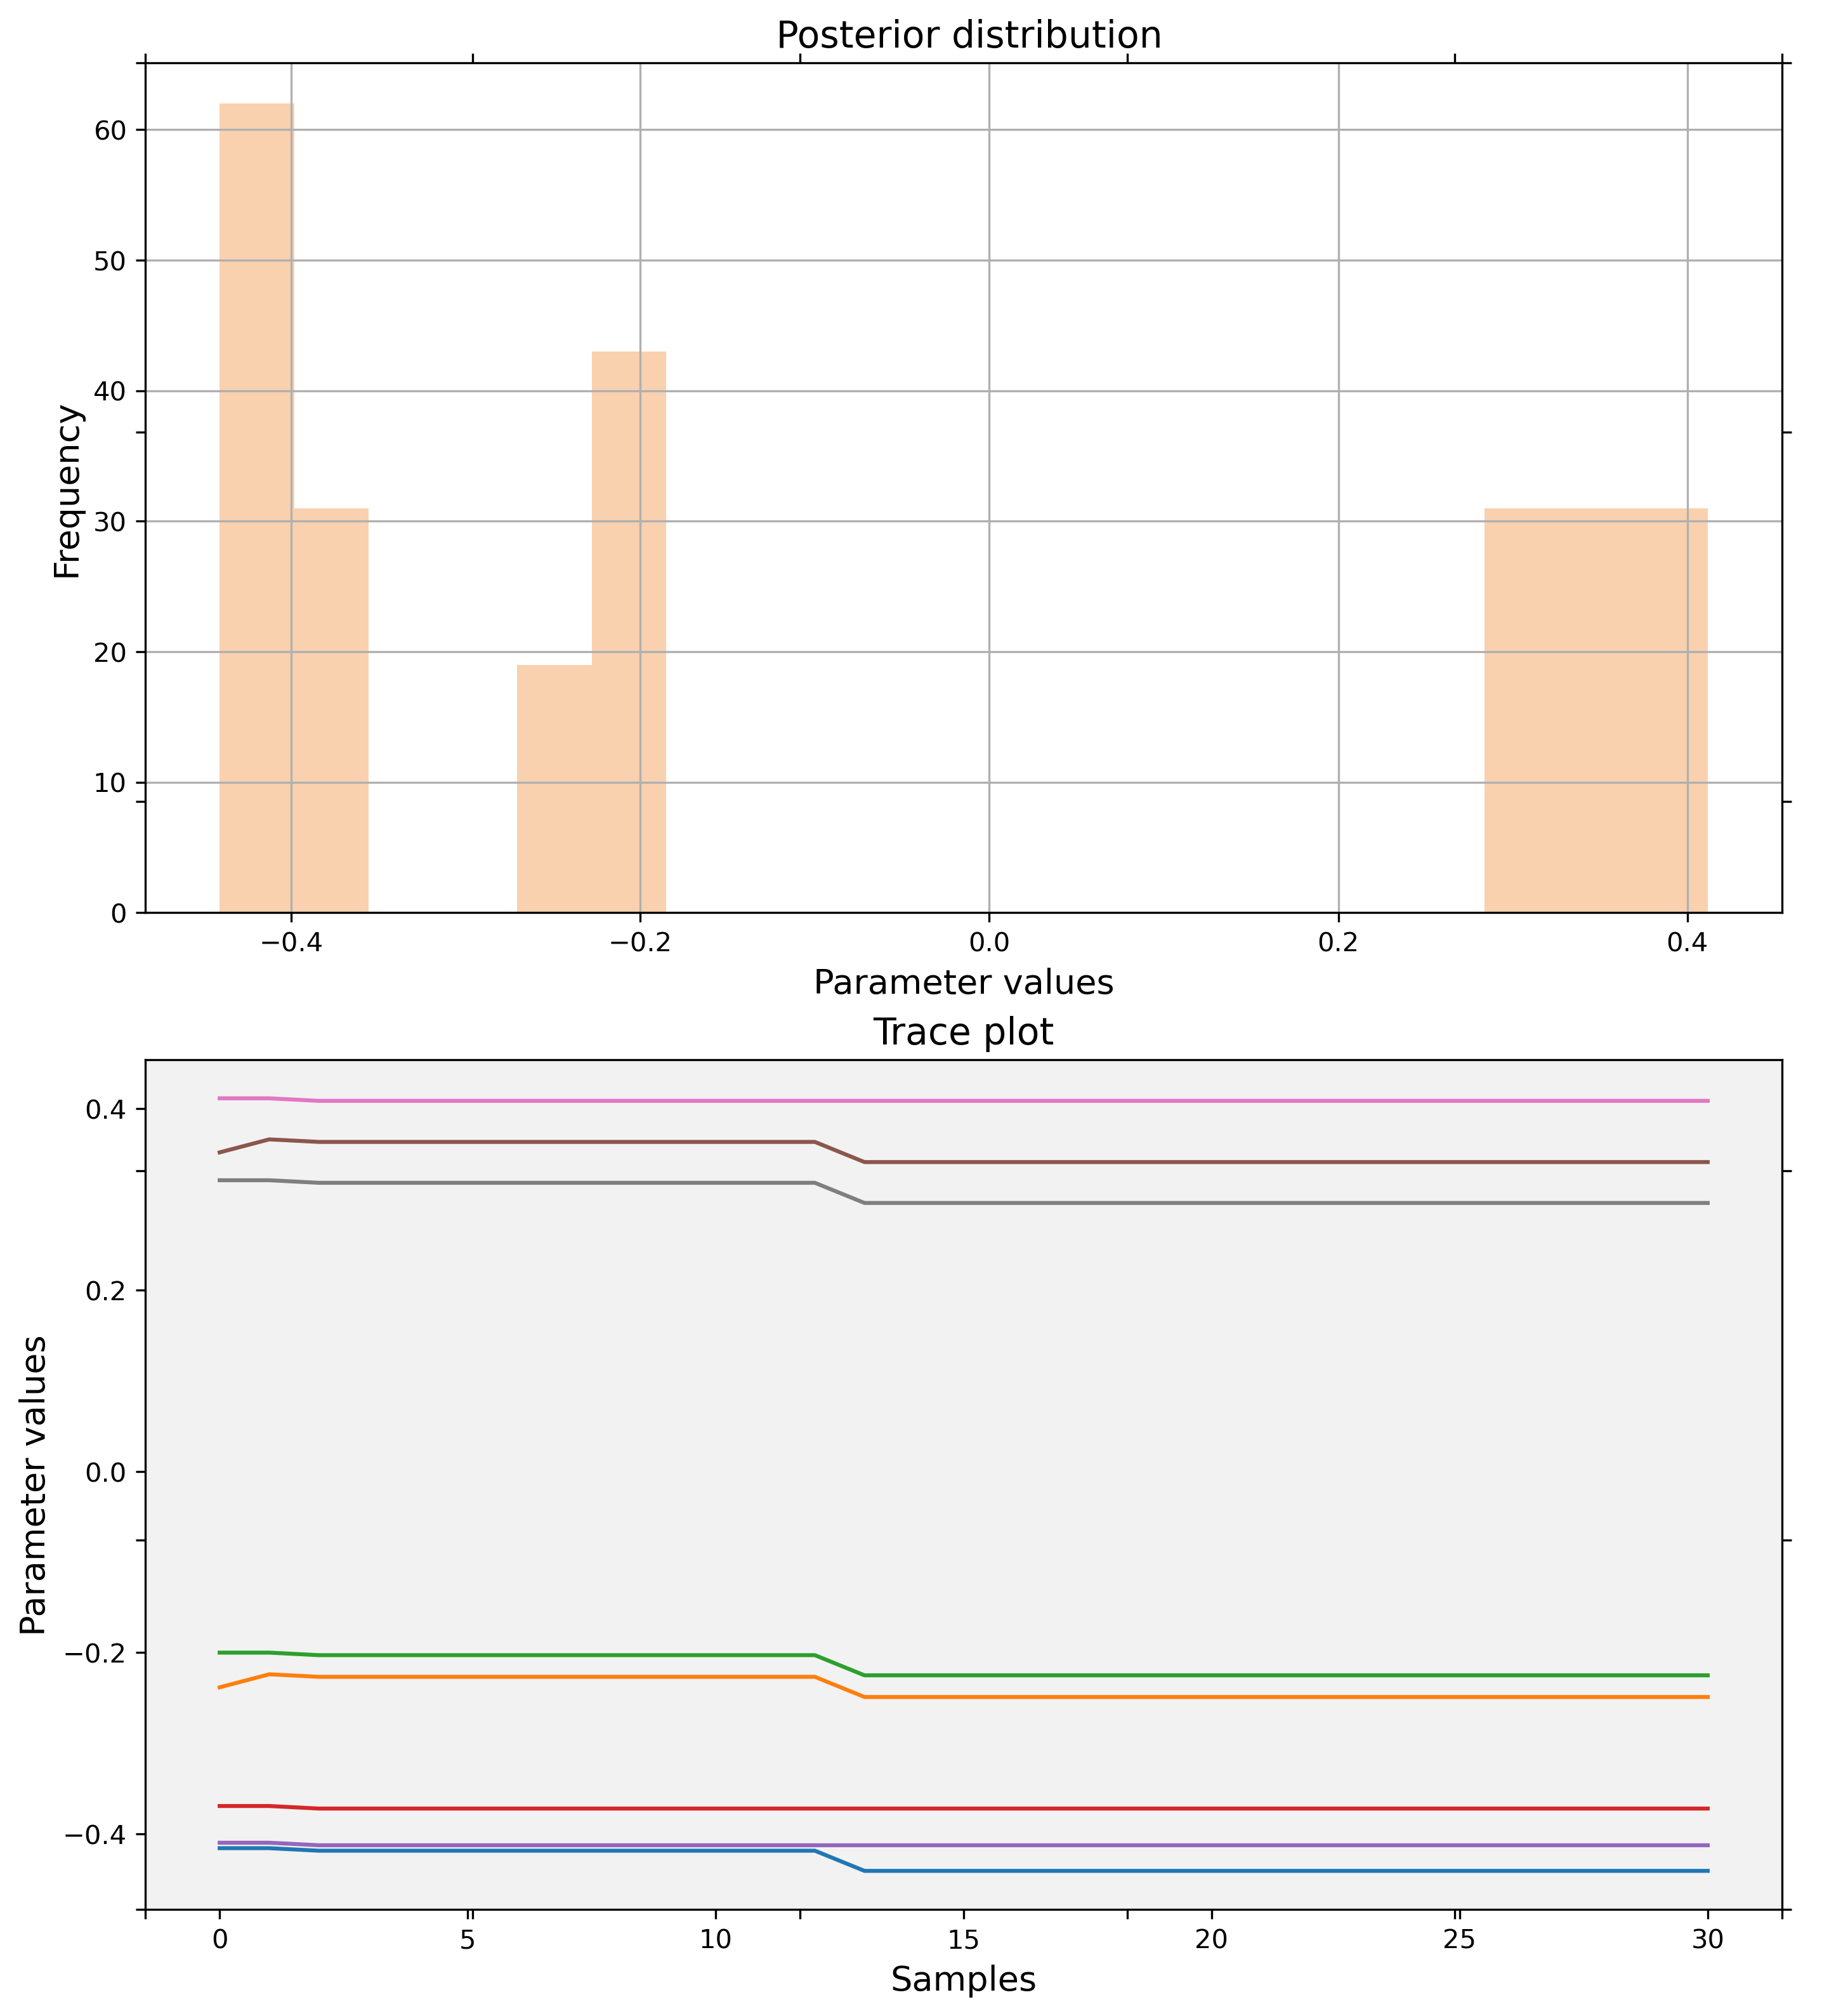 Posterior distribution
60
50
40
30
20
10
0
Frequency
−0.4 −0.2 0.0 0.2 0.4
Parameter values
Trace plot
0.4
0.2
0.0
−0.2
−0.4
Parameter values
0 5 10 15 20 25 30
Samples